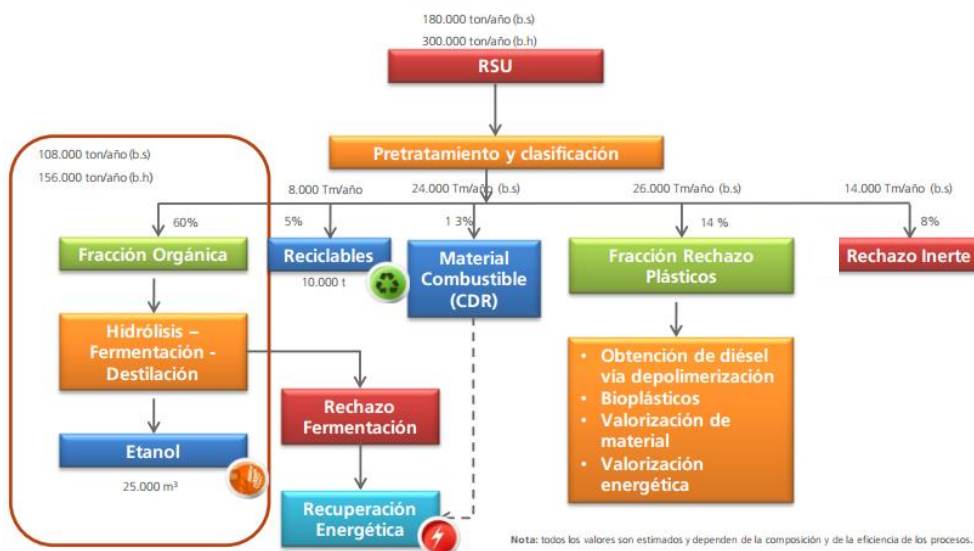 180.000 ton/año (b.s)
300.000 ton/año (b.h)
RSU
Pretratamiento y clasificación
108.000 ton/año (b.s)
156.000 ton/año (b.h)
8.000 Tm/año
24.000 Tm/año (b.s)
26.000 Tm/año (b.s)
14.000 Tm/año (b.s)
60%
5%
1 3%
14 %
8%
Fracción Orgánica
Reciclables
10.000 t
Material
Combustible
(CDR)
Fracción Rechazo
Plásticos
Rechazo Inerte
Hidrólisis –
Fermentación -
Destilación
Rechazo
Fermentación
• Obtención de diésel
vía depolimerización
• Bioplásticos
• Valorización de
material
• Valorización
energética
Etanol
25.000 m³
Recuperación
Energética
Nota: todos los valores son estimados y dependen de la composición y de la eficiencia de los procesos.